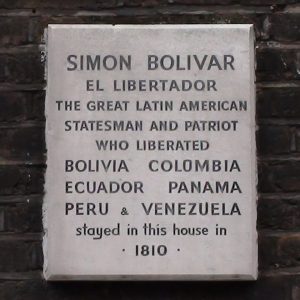 SIMON BOLIVAR
EL LIBERTADOR
THE GREAT LATIN AMERICAN
STATESMAN AND PATRIOT
WHO LIBERATED
BOLIVIA COLUMBIA
ECUADOR PANAMA
PERU & VENEZUELA
stayed in this house in
· 1810 ·